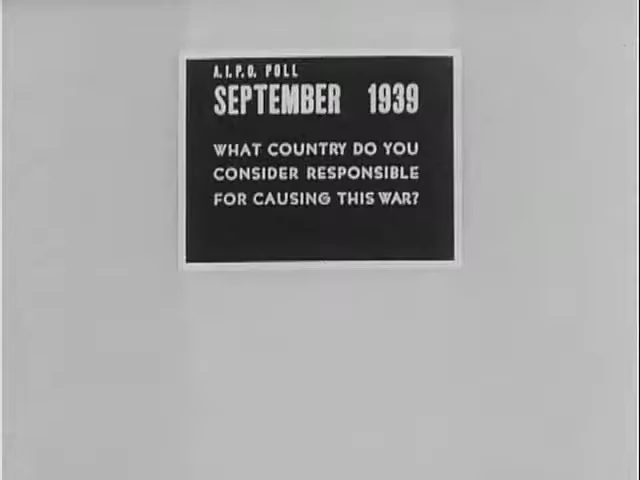 A.I.P.O. POLL
SEPTEMBER 1939
WHAT COUNTRY DO YOU
CONSIDER RESPONSIBLE
FOR CAUSING THIS WAR?